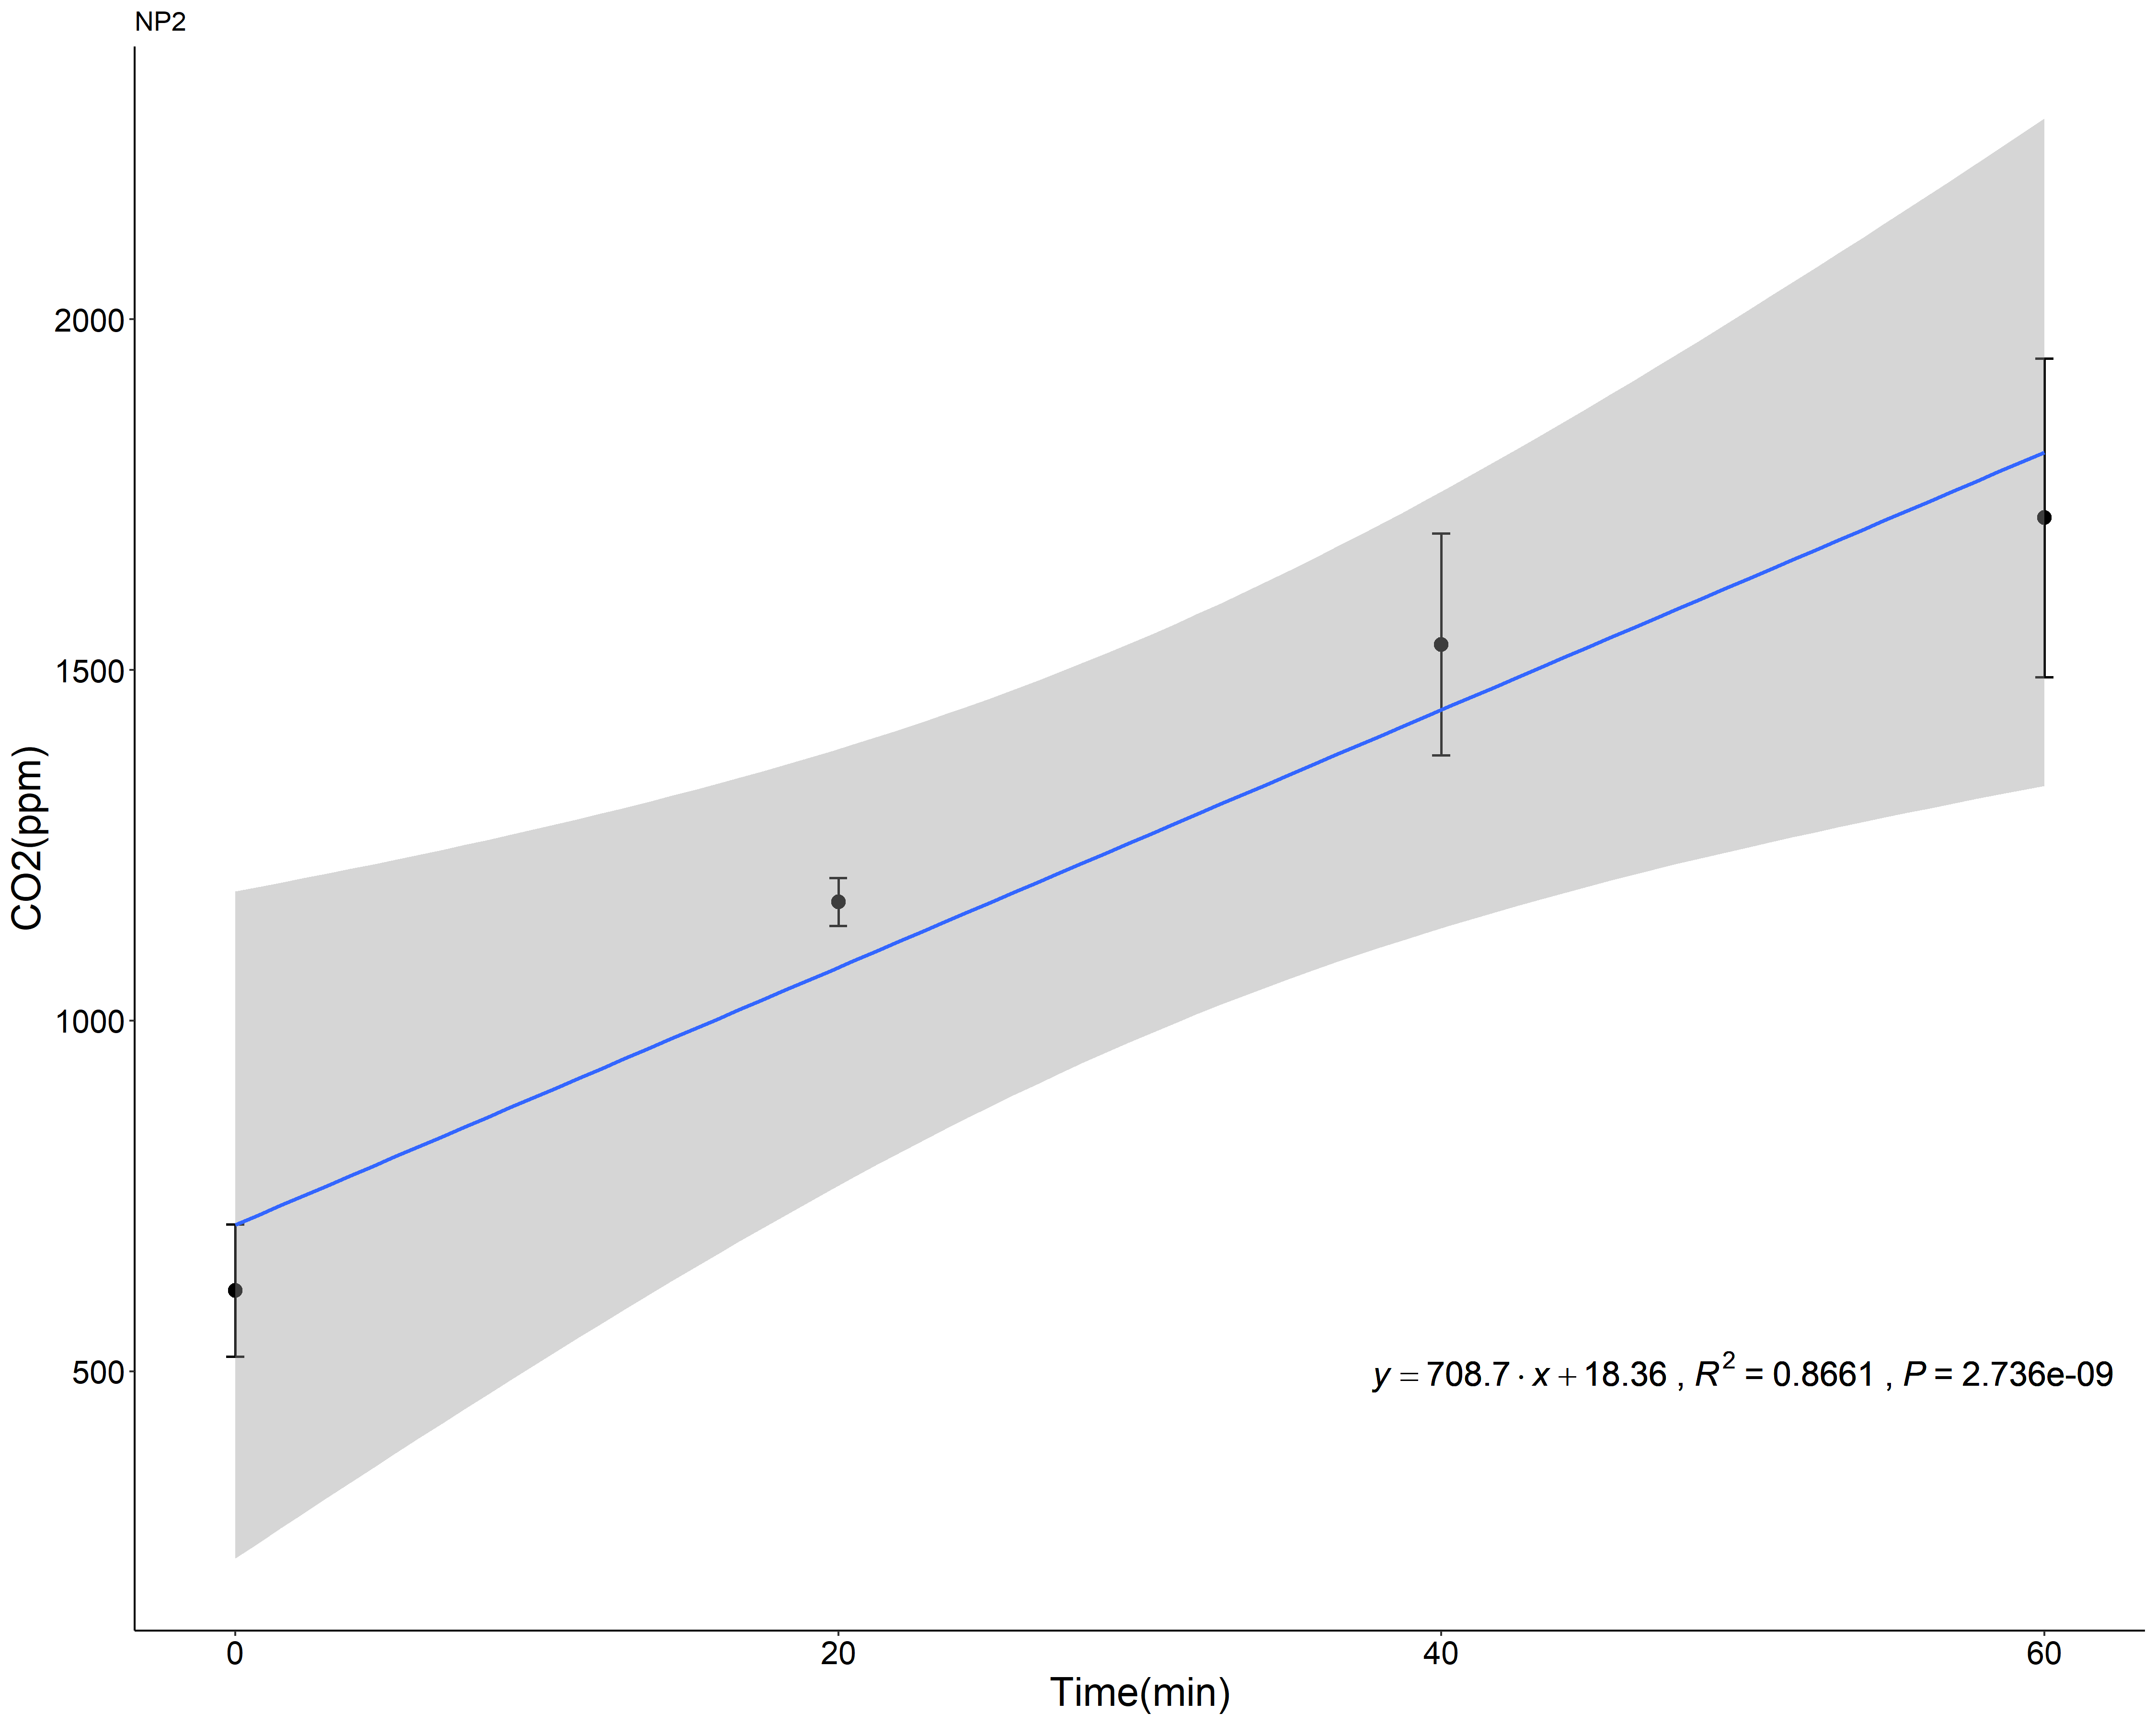 NP2
2000
1500
1000
500
CO2(ppm)
y = 708.7 · x + 18.36 , R² = 0.8661 , P = 2.736e-09
0 20 40 60
Time(min)